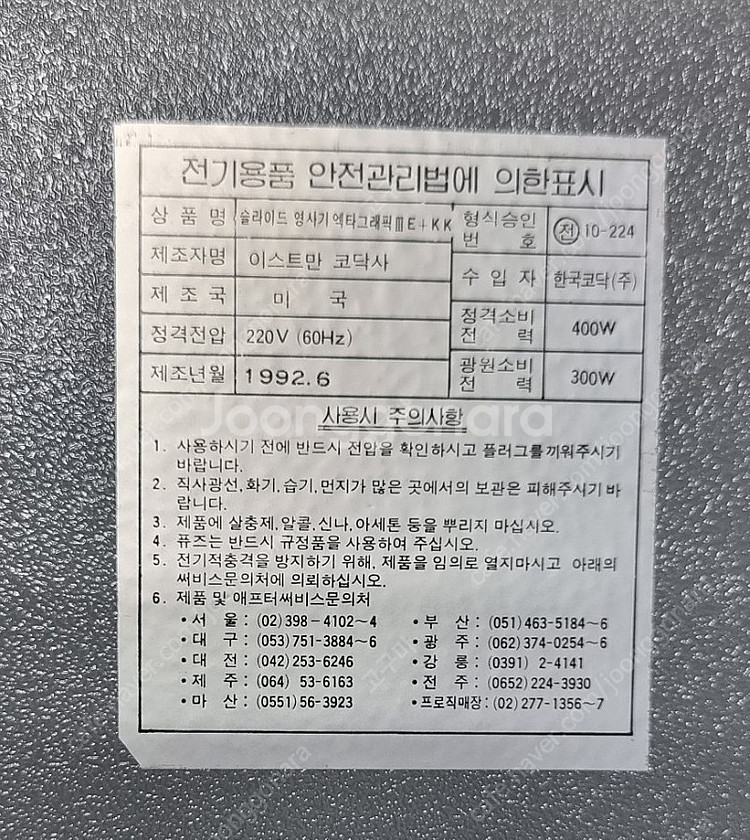 전기용품 안전관리법에 의한표시
상 품 명 슬라이드 영사기 엑타그래픽Ⅲ E+KK 형식승인 번 호 전 10-224
제조자명 이스트만 코닥사 수 입 자 한국코닥(주)
제 조 국 미 국 정격소비 전 력 400W
정격전압 220V (60Hz) 광원소비 전 력 300W
제조년월 1992.6
사용시 주의사항
1. 사용하시기 전에 반드시 전압을 확인하시고 플러그를 끼워주시기
바랍니다.
2. 직사광선, 화기, 습기, 먼지가 많은 곳에서의 보관은 피해주시기 바
랍니다.
3. 제품에 살충제, 알콜, 신나, 아세톤 등을 뿌리지 마십시오.
4. 퓨즈는 반드시 규정품을 사용하여 주십시오.
5. 전기적충격을 방지하기 위해, 제품을 임의로 열지마시고 아래의
써비스문의처에 의뢰하십시오.
6. 제품 및 애프터써비스문의처
• 서 울 : (02) 398-4102~4 • 부 산 : (051) 463-5184~6
• 대 구 : (053) 751-3884~6 • 광 주 : (062) 374-0254~6
• 대 전 : (042) 253-6246 • 강 릉 : (0391) 2-4141
• 제 주 : (064) 53-6163 • 전 주 : (0652) 224-3930
• 마 산 : (0551) 56-3923 • 프로직매장 : (02) 277-1356~7
Joongnara